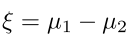 ξ = μ₁ − μ₂